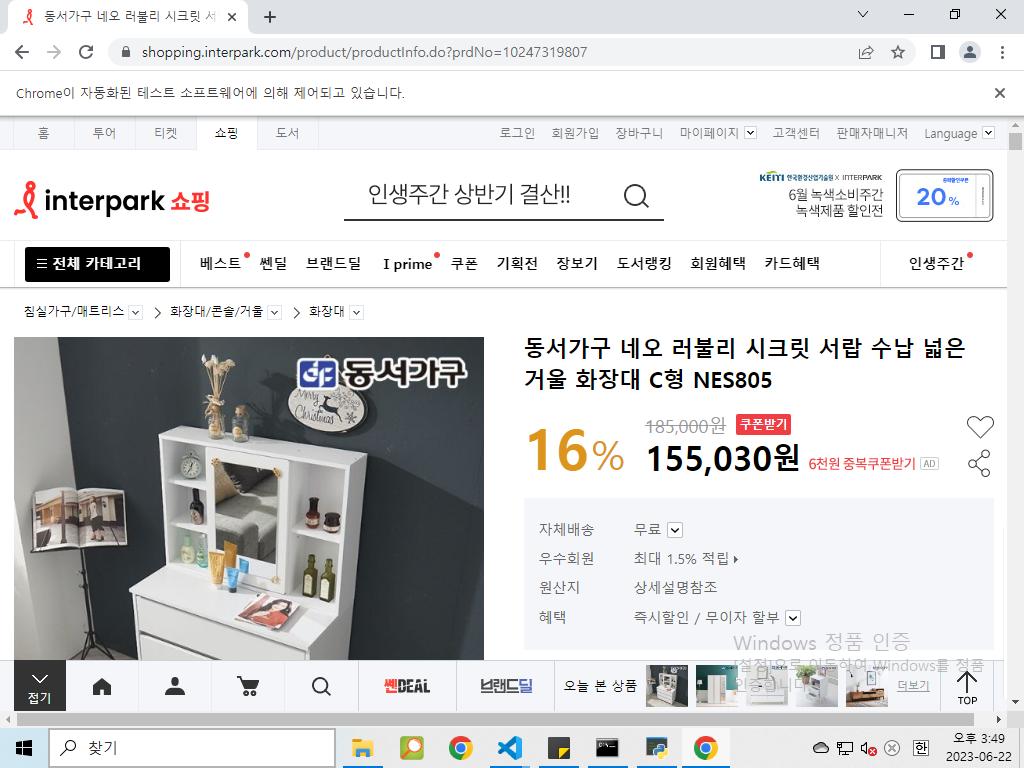 동서가구 네오 러블리 시크릿 서
shopping.interpark.com/product/productInfo.do?prdNo=10247319807
Chrome이 자동화된 테스트 소프트웨어에 의해 제어되고 있습니다.
홈 투어 티켓 쇼핑 도서 로그인 회원가입 장바구니 마이페이지 고객센터 판매자매니저 Language
interpark 쇼핑
인생주간 상반기 결산!!
KEITI 한국환경산업기술원 X INTERPARK
6월 녹색소비주간
녹색제품 할인전
20%
전체 카테고리 베스트 쎈딜 브랜드딜 I prime 쿠폰 기획전 장보기 도서랭킹 회원혜택 카드혜택 인생주간
침실가구/매트리스 화장대/콘솔/거울 화장대
동서가구
Merry
Christmas
동서가구 네오 러블리 시크릿 서랍 수납 넓은
거울 화장대 C형 NES805
16%
185,000원 쿠폰받기
155,030원 6천원 중복쿠폰받기 AD
자체배송 무료
우수회원 최대 1.5% 적립
원산지 상세설명참조
혜택 즉시할인 / 무이자 할부
Windows 정품 인증
[설정]으로 이동하여 Windows를 정품
인증합니다.
접기
쎈DEAL 브랜드딜 오늘 본 상품 더보기 TOP
찾기
한
오후 3:49
2023-06-22